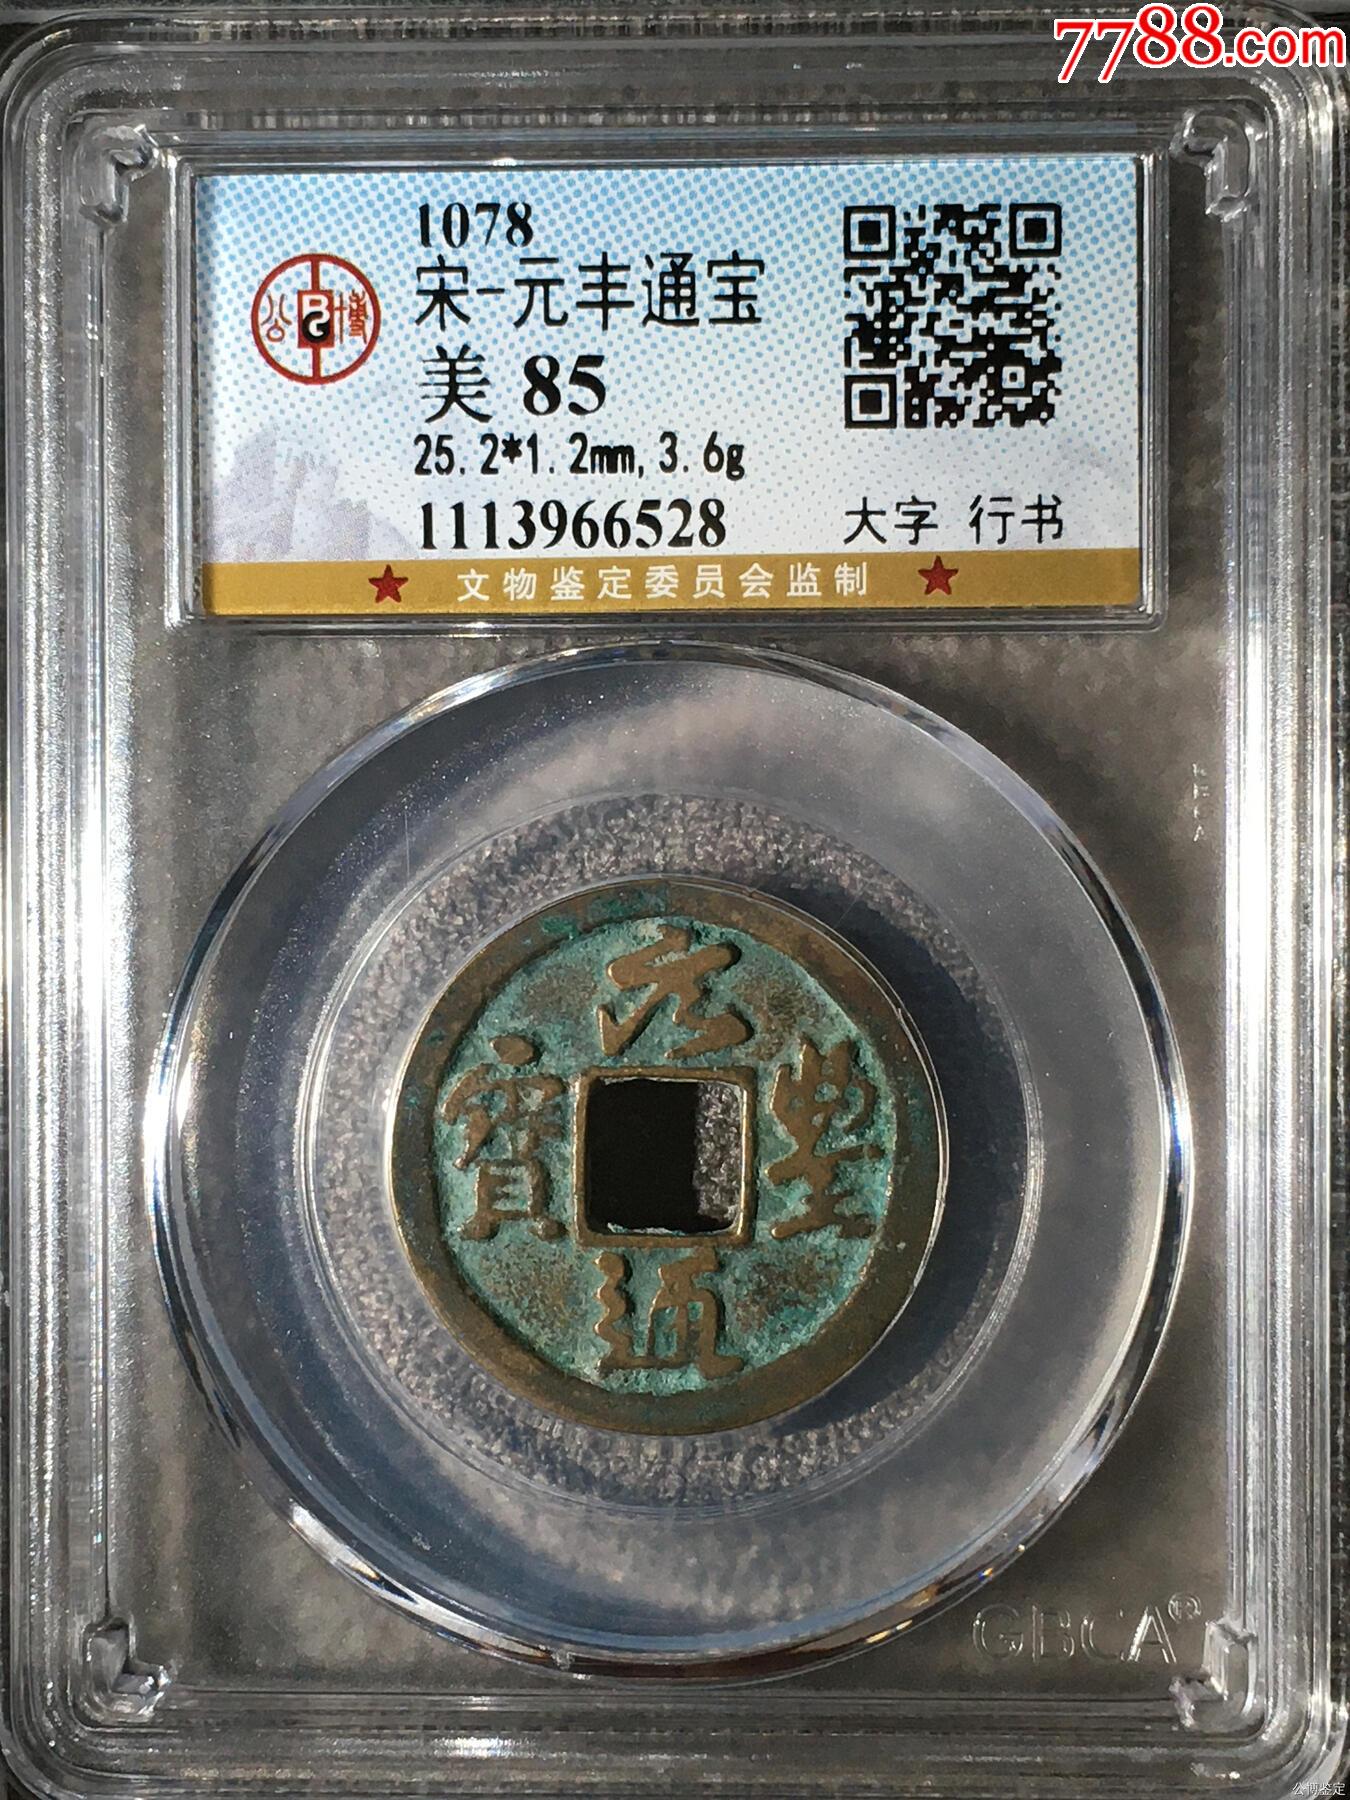 7788.com
1078
宋-元丰通宝
公博
美 85
25.2*1.2mm,3.6g
1113966528
大字 行书
★ 文物鉴定委员会监制 ★
元豐通寶
GBCA®
公博鉴定